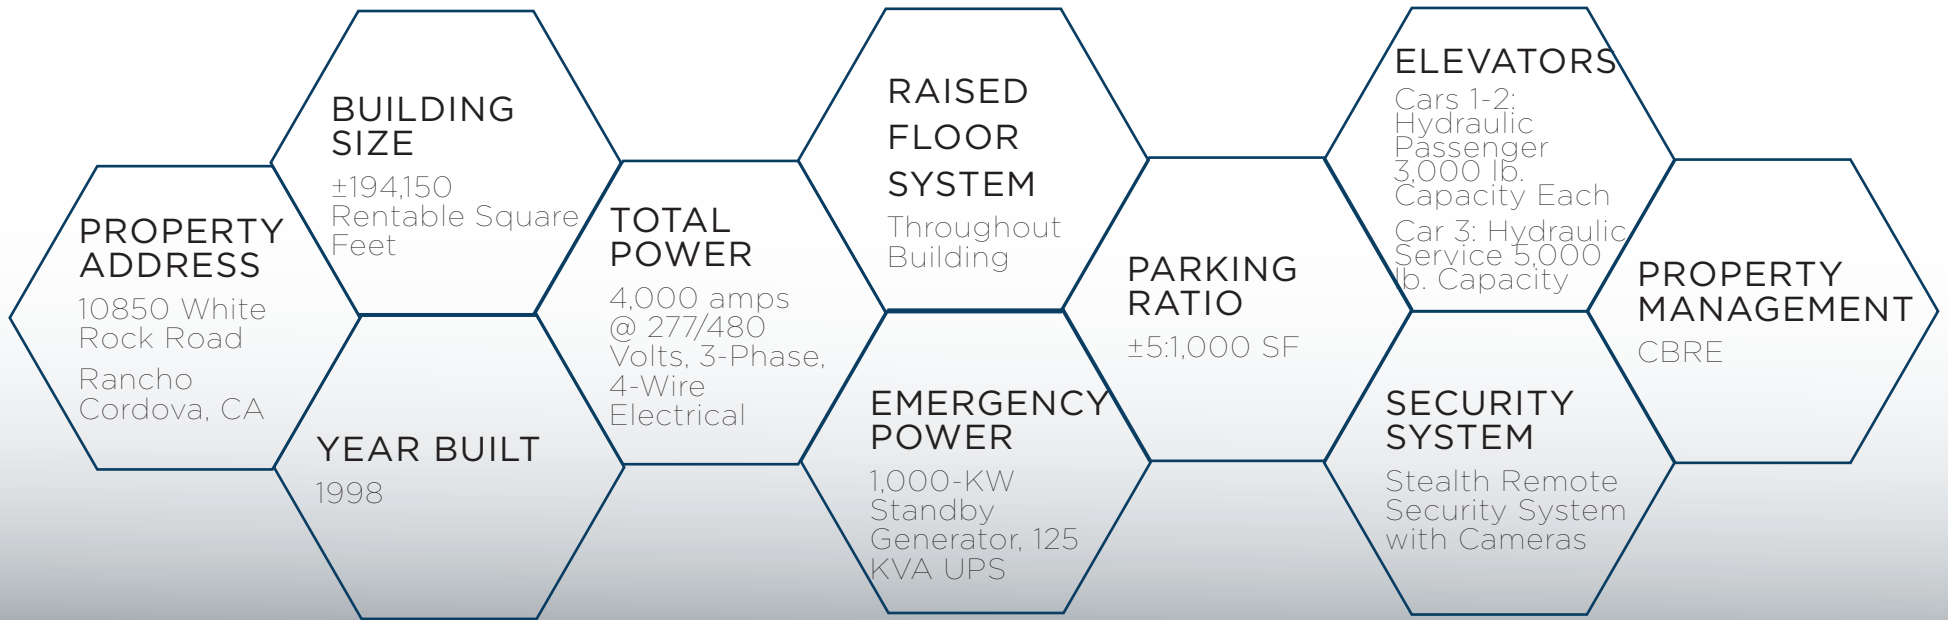 PROPERTY
ADDRESS
10850 White
Rock Road
Rancho
Cordova, CA
BUILDING
SIZE
±194,150
Rentable Square
Feet
YEAR BUILT
1998
TOTAL
POWER
4,000 amps
@ 277/480
Volts, 3-Phase,
4-Wire
Electrical
RAISED
FLOOR
SYSTEM
Throughout
Building
EMERGENCY
POWER
1,000-KW
Standby
Generator, 125
KVA UPS
PARKING
RATIO
±5:1,000 SF
ELEVATORS
Cars 1-2:
Hydraulic
Passenger
3,000 lb.
Capacity Each
Car 3: Hydraulic
Service 5,000
lb. Capacity
SECURITY
SYSTEM
Stealth Remote
Security System
with Cameras
PROPERTY
MANAGEMENT
CBRE